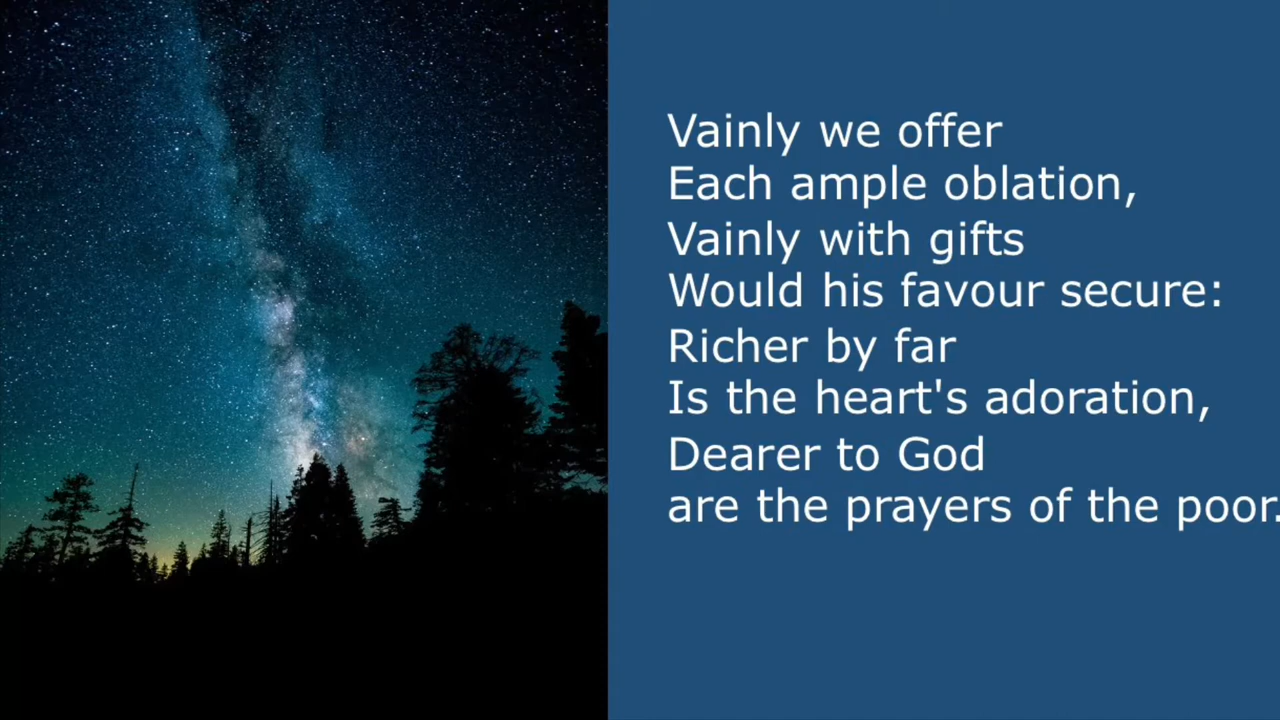 Vainly we offer
Each ample oblation,
Vainly with gifts
Would his favour secure:
Richer by far
Is the heart's adoration,
Dearer to God
are the prayers of the poor.